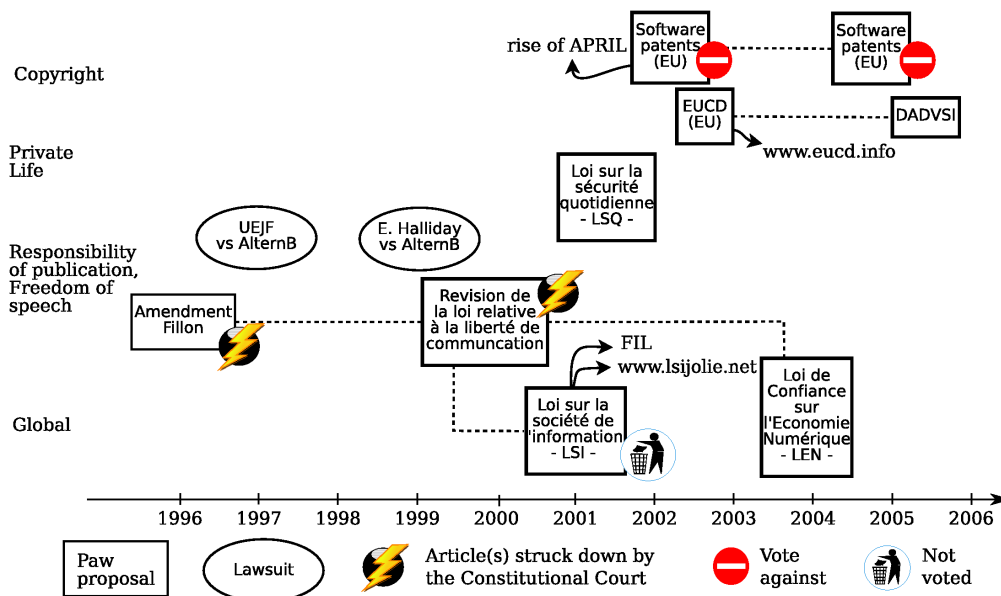 Copyright
rise of APRIL
Software
patents
(EU)
Software
patents
(EU)
EUCD
(EU)
DADVSI
www.eucd.info
Private
Life
Loi sur la
sécurité
quotidienne
- LSQ -
UEJF
vs AlternB
E. Halliday
vs AlternB
Responsibility
of publication,
Freedom of
speech
Amendment
Fillon
Revision de
la loi relative
à la liberté de
communcation
FIL
www.lsijolie.net
Global
Loi sur la
société de
'information
- LSI -
Loi de
Confiance
sur
l'Economie
Numérique
- LEN -
1996 1997 1998 1999 2000 2001 2002 2003 2004 2005 2006
Paw
proposal
Lawsuit
Article(s) struck down by
the Constitutional Court
Vote
against
Not
voted